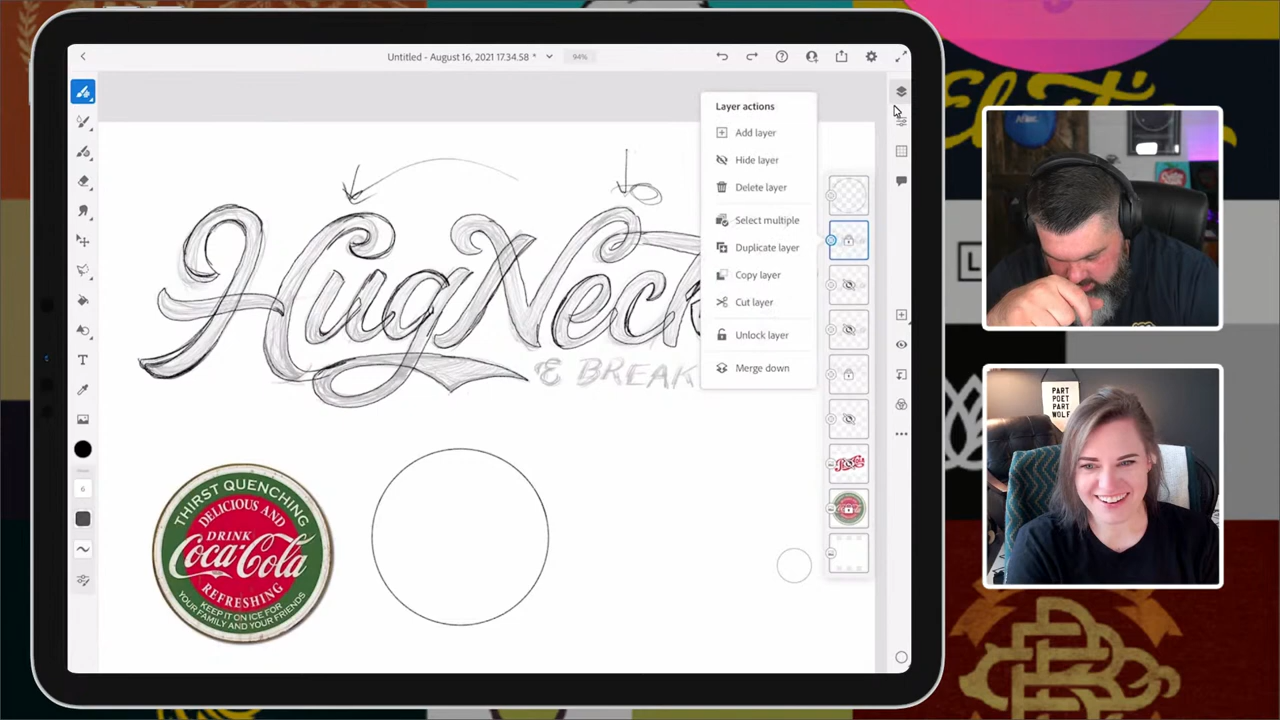 Untitled - August 16, 2021 17.34.58 *
94%
Layer actions
Add layer
Hide layer
Delete layer
Select multiple
Duplicate layer
Copy layer
Cut layer
Unlock layer
Merge down
HugNeck
& BREAK
T
6
THIRST QUENCHING
DELICIOUS AND
DRINK
Coca-Cola
REFRESHING
KEEP IT ON ICE FOR
YOUR FAMILY AND YOUR FRIENDS
PART
POET
PART
WOLF